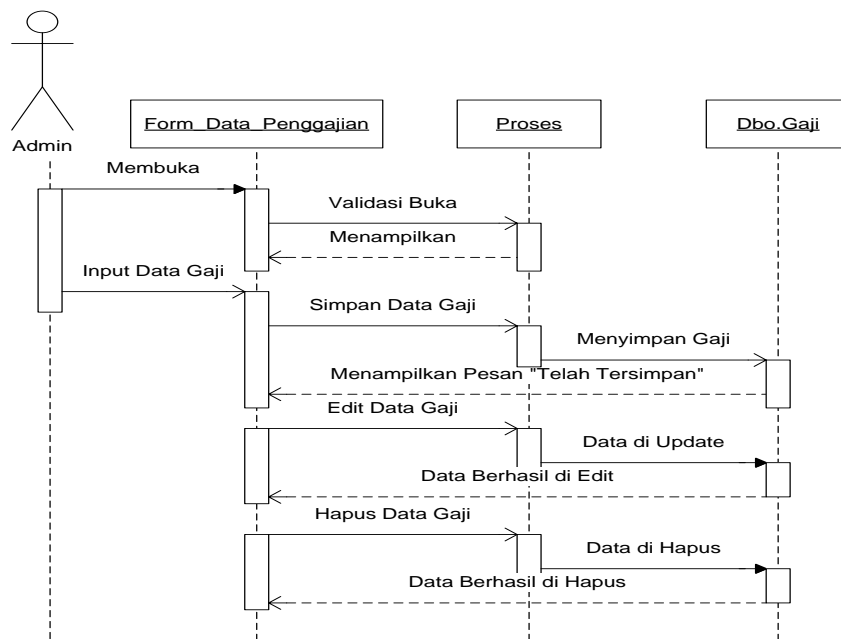 Form_Data_Penggajian
Proses
Dbo.Gaji
Admin
Membuka
Validasi Buka
Menampilkan
Input Data Gaji
Simpan Data Gaji
Menyimpan Gaji
Menampilkan Pesan "Telah Tersimpan"
Edit Data Gaji
Data di Update
Data Berhasil di Edit
Hapus Data Gaji
Data di Hapus
Data Berhasil di Hapus